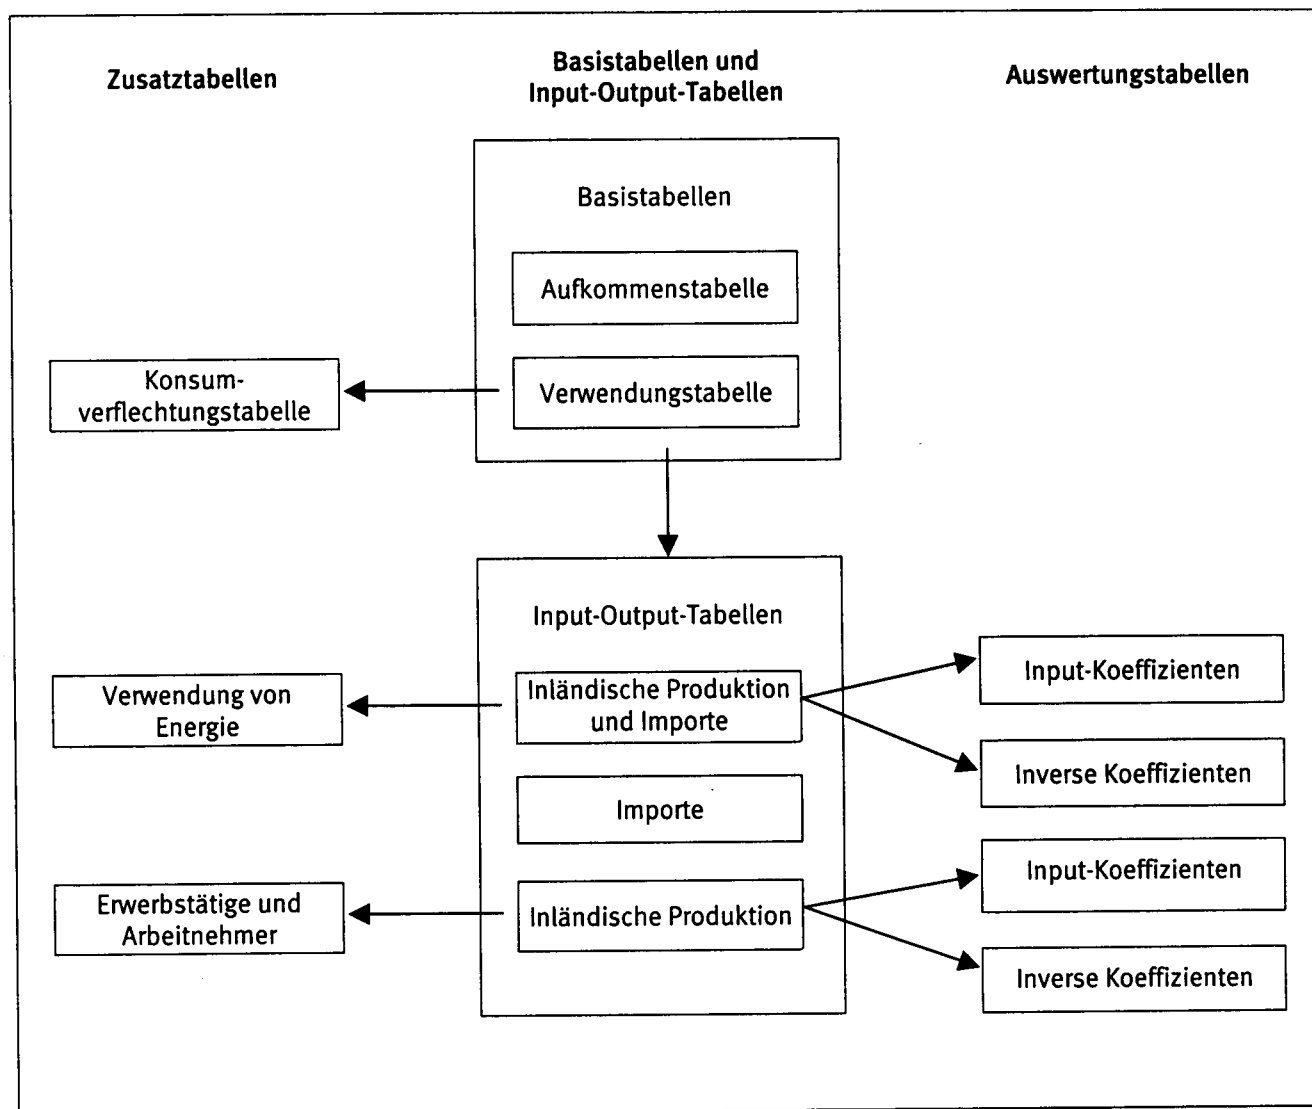 Zusatztabellen
Basistabellen und
Input-Output-Tabellen
Auswertungstabellen
Basistabellen
Aufkommenstabelle
Konsum-
verflechtungstabelle
Verwendungstabelle
Input-Output-Tabellen
Verwendung von
Energie
Inländische Produktion
und Importe
Input-Koeffizienten
Inverse Koeffizienten
Importe
Erwerbstätige und
Arbeitnehmer
Inländische Produktion
Input-Koeffizienten
Inverse Koeffizienten